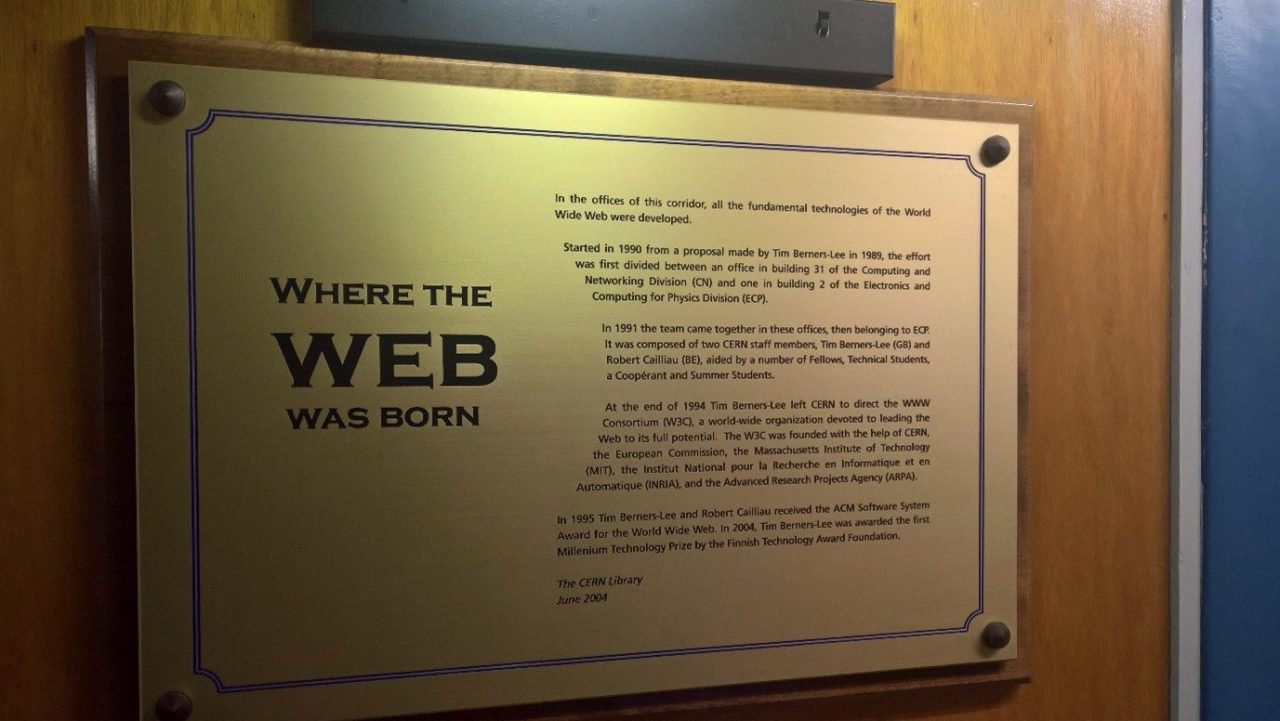 WHERE THE
WEB
WAS BORN
In the offices of this corridor, all the fundamental technologies of the World
Wide Web were developed.
Started in 1990 from a proposal made by Tim Berners-Lee in 1989, the effort
was first divided between an office in building 31 of the Computing and
Networking Division (CN) and one in building 2 of the Electronics and
Computing for Physics Division (ECP).
In 1991 the team came together in these offices, then belonging to ECP.
It was composed of two CERN staff members, Tim Berners-Lee (GB) and
Robert Cailliau (BE), aided by a number of Fellows, Technical Students,
a Coopérant and Summer Students.
At the end of 1994 Tim Berners-Lee left CERN to direct the WWW
Consortium (W3C), a world-wide organization devoted to leading the
Web to its full potential. The W3C was founded with the help of CERN,
the European Commission, the Massachusetts Institute of Technology
(MIT), the Institut National pour la Recherche en Informatique et en
Automatique (INRIA), and the Advanced Research Projects Agency (ARPA).
In 1995 Tim Berners-Lee and Robert Cailliau received the ACM Software System
Award for the World Wide Web. In 2004, Tim Berners-Lee was awarded the first
Millenium Technology Prize by the Finnish Technology Award Foundation.
The CERN Library
June 2004